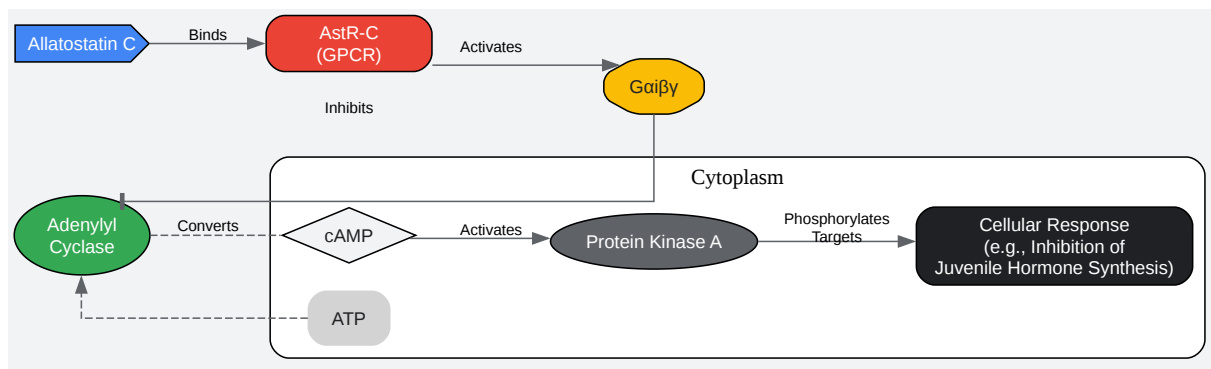 Allatostatin C
Binds
AstR-C
(GPCR)
Activates
Gαiβγ
Inhibits
Cytoplasm
Adenylyl
Cyclase
Converts
cAMP
Activates
Protein Kinase A
Phosphorylates
Targets
Cellular Response
(e.g., Inhibition of
Juvenile Hormone Synthesis)
ATP